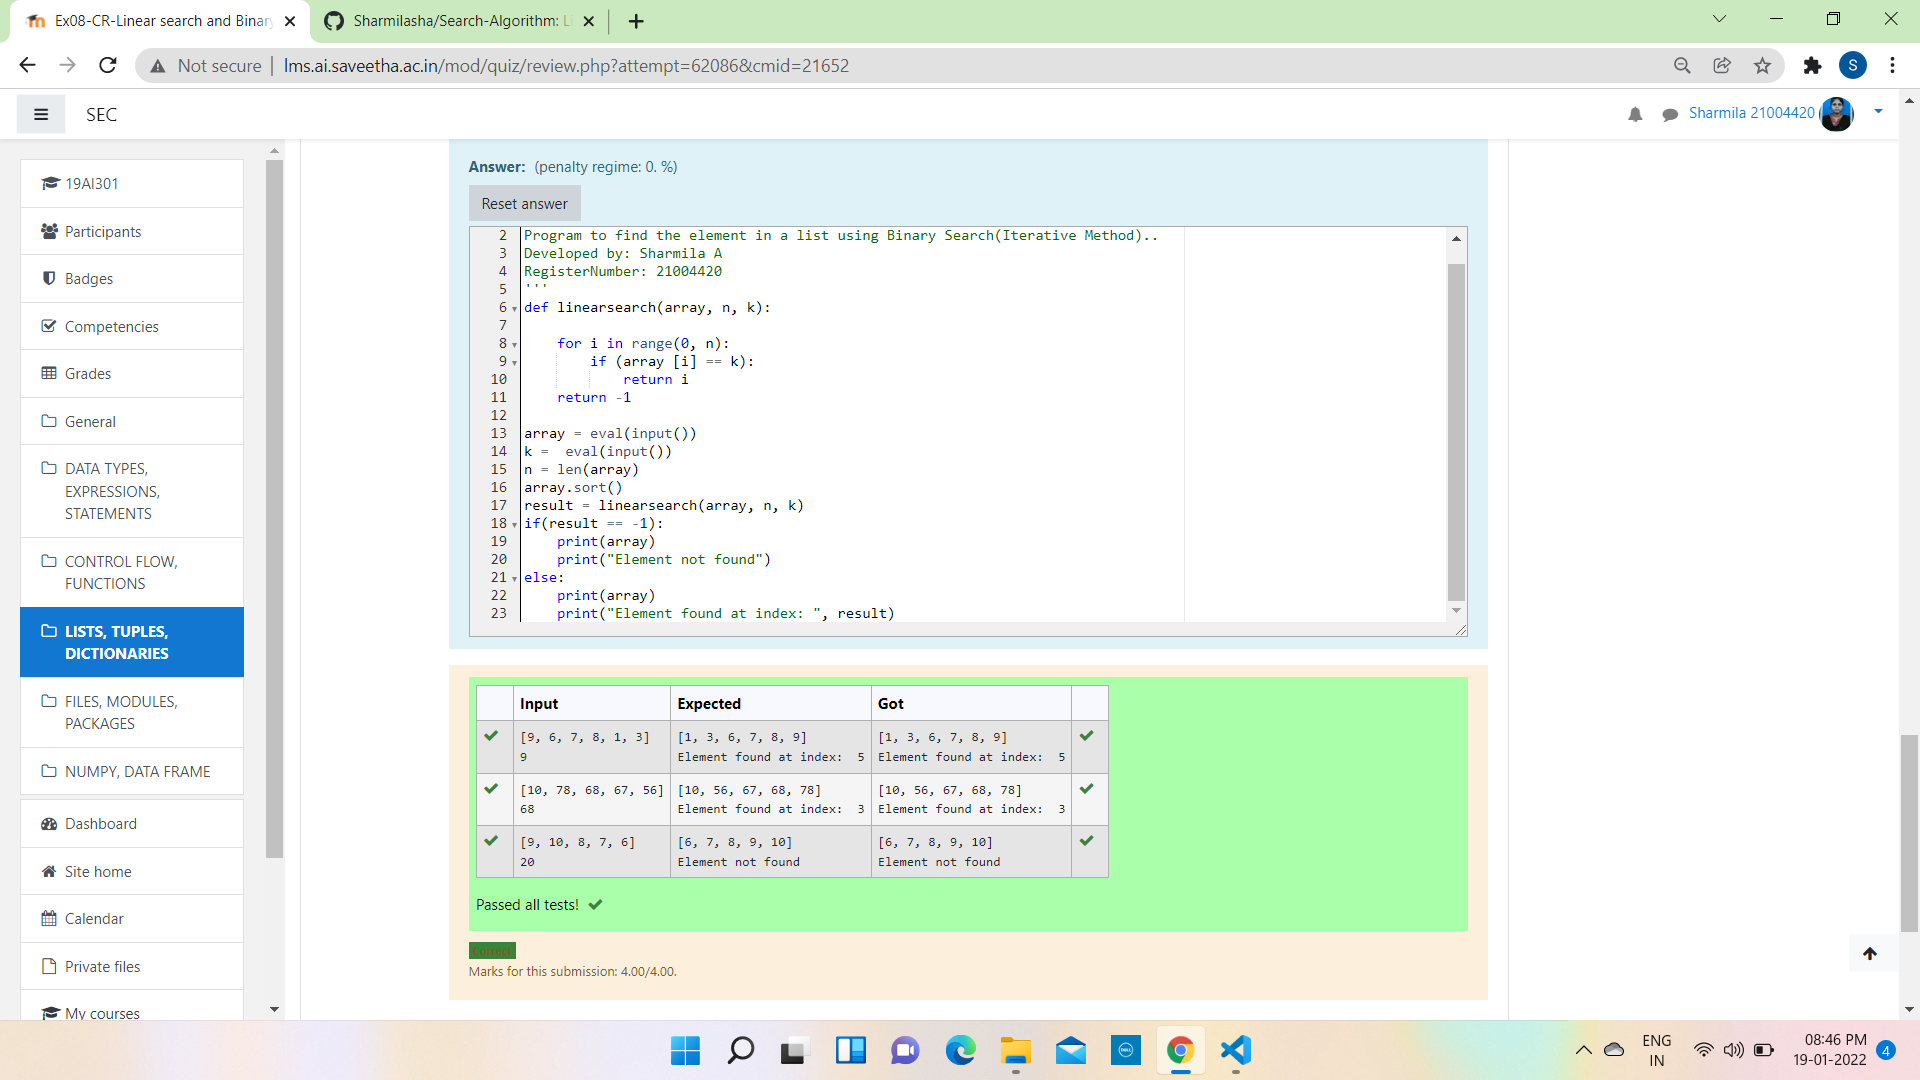 Ex08-CR-Linear search and Binar
Sharmilasha/Search-Algorithm: L
Not secure
lms.ai.saveetha.ac.in/mod/quiz/review.php?attempt=62086&cmid=21652
S
SEC
Sharmila 21004420
19AI301
Participants
Badges
Competencies
Grades
General
DATA TYPES,
EXPRESSIONS,
STATEMENTS
CONTROL FLOW,
FUNCTIONS
LISTS, TUPLES,
DICTIONARIES
FILES, MODULES,
PACKAGES
NUMPY, DATA FRAME
Dashboard
Site home
Calendar
Private files
My courses
Answer: (penalty regime: 0. %)
Reset answer
2 Program to find the element in a list using Binary Search(Iterative Method)..
3 Developed by: Sharmila A
4 RegisterNumber: 21004420
5 '''
6 def linearsearch(array, n, k):
7
8     for i in range(0, n):
9         if (array [i] == k):
10             return i
11     return -1
12
13 array = eval(input())
14 k =  eval(input())
15 n = len(array)
16 array.sort()
17 result = linearsearch(array, n, k)
18 if(result == -1):
19     print(array)
20     print("Element not found")
21 else:
22     print(array)
23     print("Element found at index: ", result)
Input Expected Got
[9, 6, 7, 8, 1, 3] [1, 3, 6, 7, 8, 9] [1, 3, 6, 7, 8, 9]
9 Element found at index:  5 Element found at index:  5
[10, 78, 68, 67, 56] [10, 56, 67, 68, 78] [10, 56, 67, 68, 78]
68 Element found at index:  3 Element found at index:  3
[9, 10, 8, 7, 6] [6, 7, 8, 9, 10] [6, 7, 8, 9, 10]
20 Element not found Element not found
Passed all tests!
Marks for this submission: 4.00/4.00.
ENG
IN
08:46 PM
19-01-2022
4